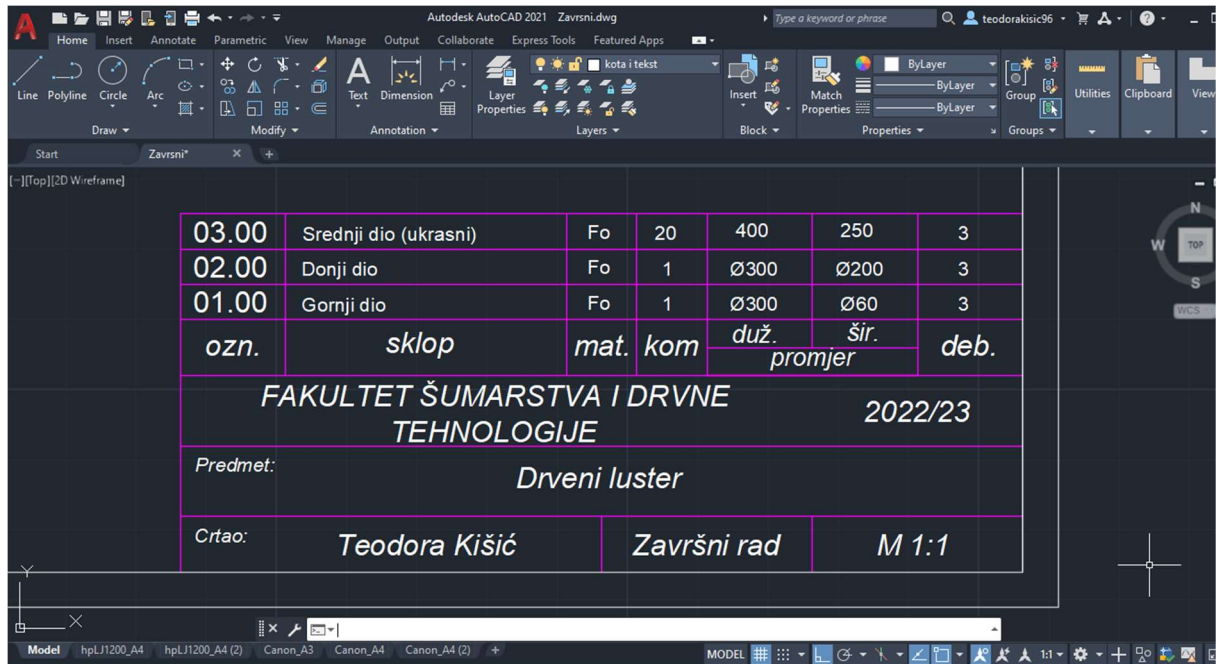 Autodesk AutoCAD 2021 Zavrsni.dwg
Type a keyword or phrase
teodorakisic96
Home Insert Annotate Parametric View Manage Output Collaborate Express Tools Featured Apps
Line Polyline Circle Arc
Draw
Modify
Text Dimension
Annotation
Layer Properties
kota i tekst
Layers
Insert
Block
Match Properties
ByLayer
ByLayer
ByLayer
Properties
Group
Groups
Utilities
Clipboard
View
Start Zavrsni*
[−][Top][2D Wireframe]
N
W TOP
S
WCS
03.00 Srednji dio (ukrasni) Fo 20 400 250 3
02.00 Donji dio Fo 1 Ø300 Ø200 3
01.00 Gornji dio Fo 1 Ø300 Ø60 3
ozn. sklop mat. kom duž. šir. deb.
promjer
FAKULTET ŠUMARSTVA I DRVNE
TEHNOLOGIJE
2022/23
Predmet:
Drveni luster
Crtao:
Teodora Kišić Završni rad M 1:1
Y
X
Model hpLJ1200_A4 hpLJ1200_A4 (2) Canon_A3 Canon_A4 Canon_A4 (2)
MODEL 1:1